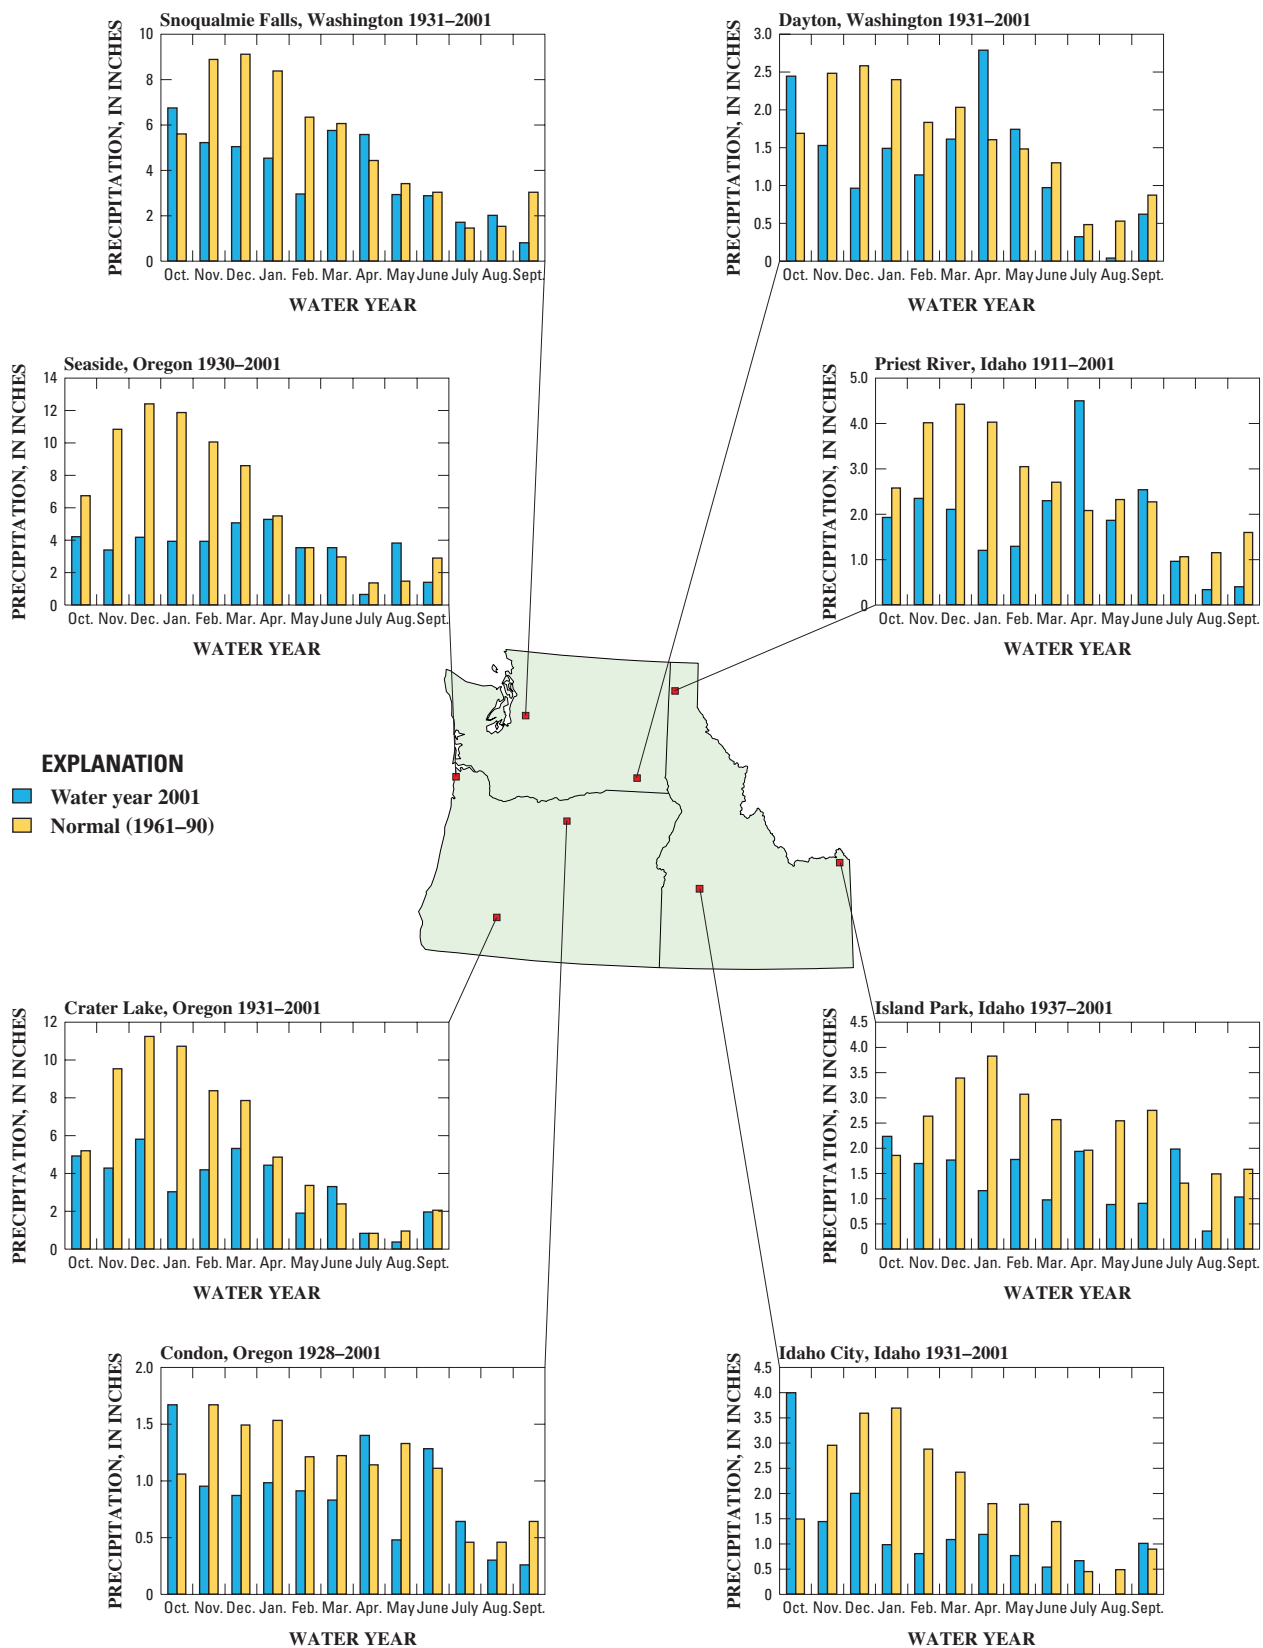 Snoqualmie Falls, Washington 1931–2001
PRECIPITATION, IN INCHES
10
8
6
4
2
0
Oct. Nov. Dec. Jan. Feb. Mar. Apr. May June July Aug. Sept.
WATER YEAR
Dayton, Washington 1931–2001
PRECIPITATION, IN INCHES
3.0
2.5
2.0
1.5
1.0
0.5
0
Oct. Nov. Dec. Jan. Feb. Mar. Apr. May June July Aug. Sept.
WATER YEAR
Seaside, Oregon 1930–2001
PRECIPITATION, IN INCHES
14
12
10
8
6
4
2
0
Oct. Nov. Dec. Jan. Feb. Mar. Apr. May June July Aug. Sept.
WATER YEAR
Priest River, Idaho 1911–2001
PRECIPITATION, IN INCHES
5.0
4.0
3.0
2.0
1.0
0
Oct. Nov. Dec. Jan. Feb. Mar. Apr. May June July Aug. Sept.
WATER YEAR
EXPLANATION
Water year 2001
Normal (1961–90)
Crater Lake, Oregon 1931–2001
PRECIPITATION, IN INCHES
12
10
8
6
4
2
0
Oct. Nov. Dec. Jan. Feb. Mar. Apr. May June July Aug. Sept.
WATER YEAR
Island Park, Idaho 1937–2001
PRECIPITATION, IN INCHES
4.5
4.0
3.5
3.0
2.5
2.0
1.5
1.0
0.5
0
Oct. Nov. Dec. Jan. Feb. Mar. Apr. May June July Aug. Sept.
WATER YEAR
Condon, Oregon 1928–2001
PRECIPITATION, IN INCHES
2.0
1.5
1.0
0.5
0
Oct. Nov. Dec. Jan. Feb. Mar. Apr. May June July Aug. Sept.
WATER YEAR
Idaho City, Idaho 1931–2001
PRECIPITATION, IN INCHES
4.5
4.0
3.5
3.0
2.5
2.0
1.5
1.0
0.5
0
Oct. Nov. Dec. Jan. Feb. Mar. Apr. May June July Aug. Sept.
WATER YEAR